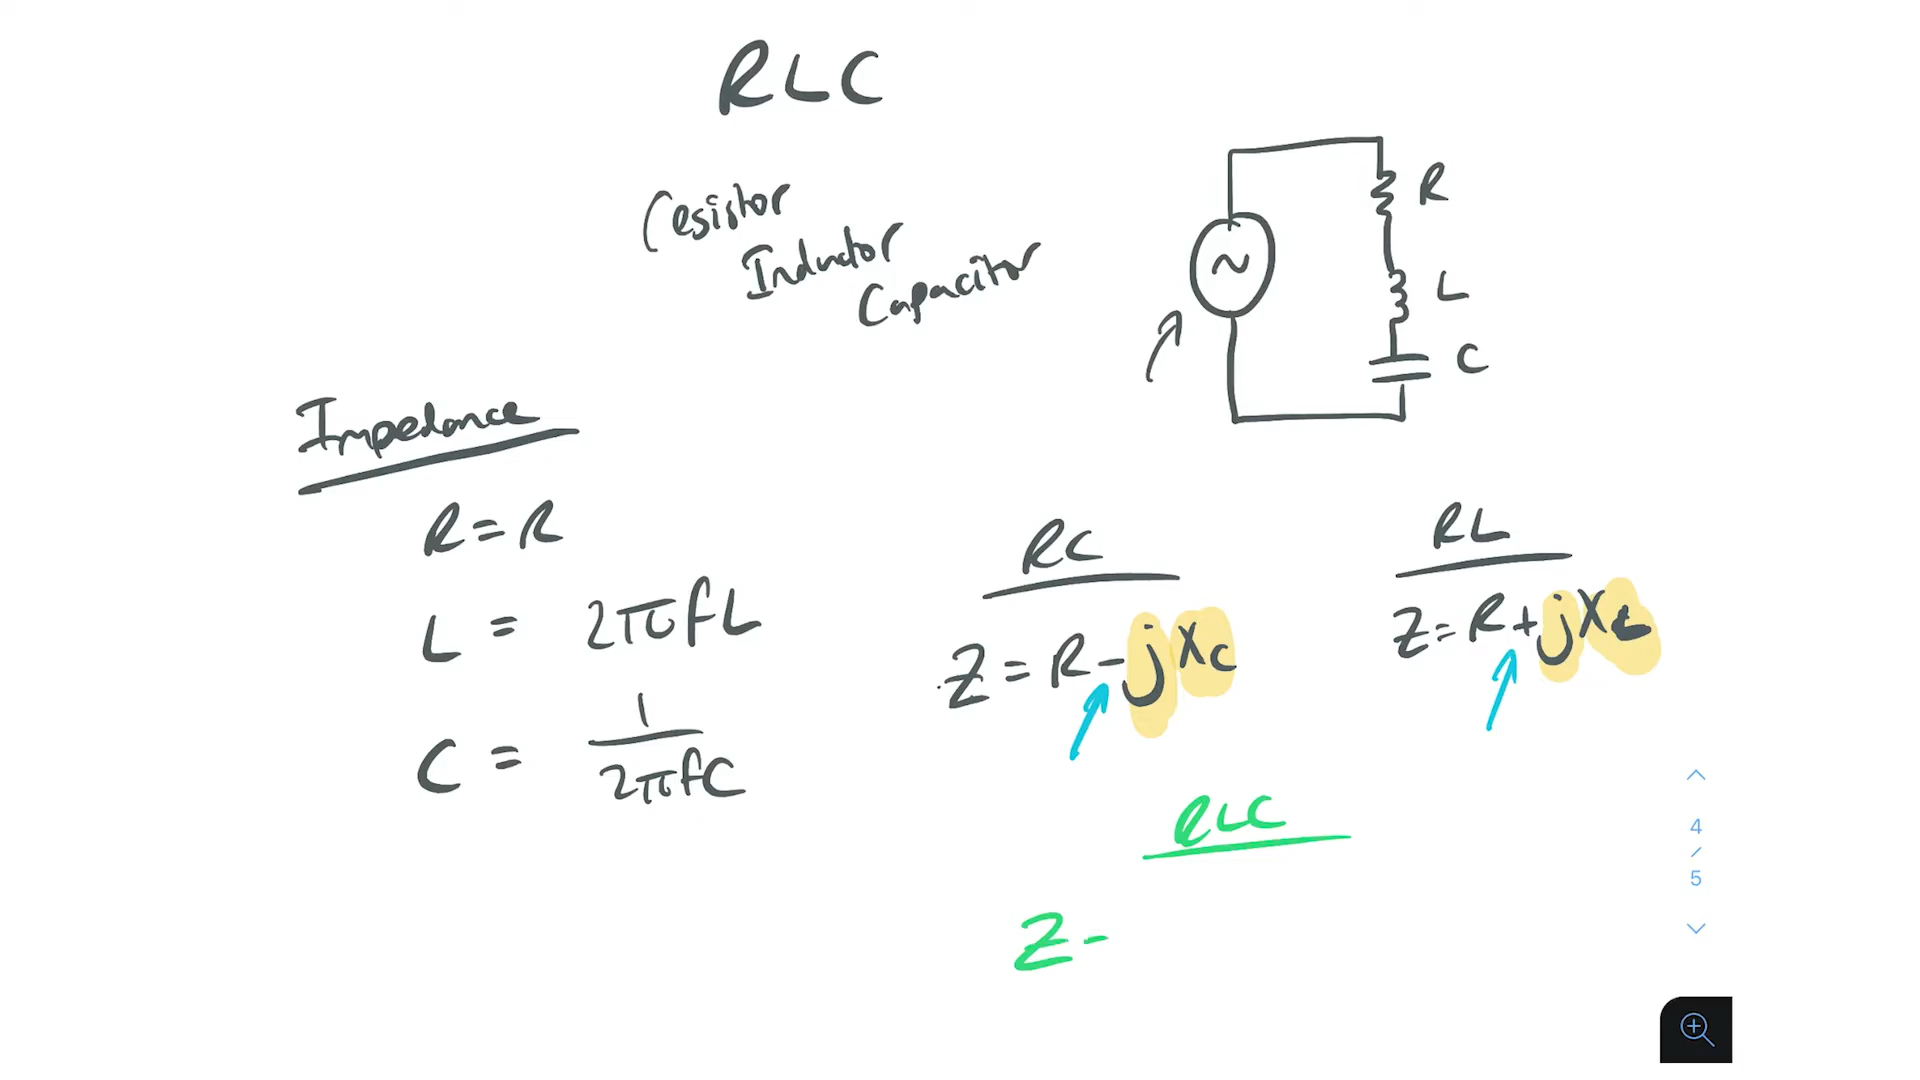 RLC
resistor
Inductor
Capacitor
R
~
L
C
Impedance
R = R
L = 2πfL
C = 1/2πfC
RC
Z = R - jXC
RL
Z = R + jXL
RLC
Z -
4
/
5